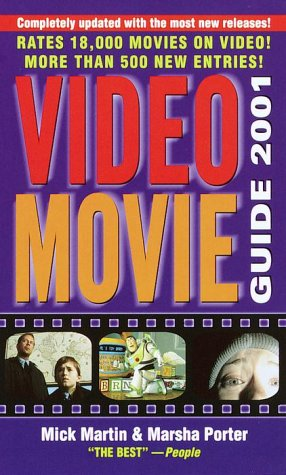 Completely updated with the most new releases!
RATES 18,000 MOVIES ON VIDEO!
MORE THAN 500 NEW ENTRIES!
VIDEO
MOVIE
GUIDE 2001
BRN
Mick Martin & Marsha Porter
"THE BEST" —People